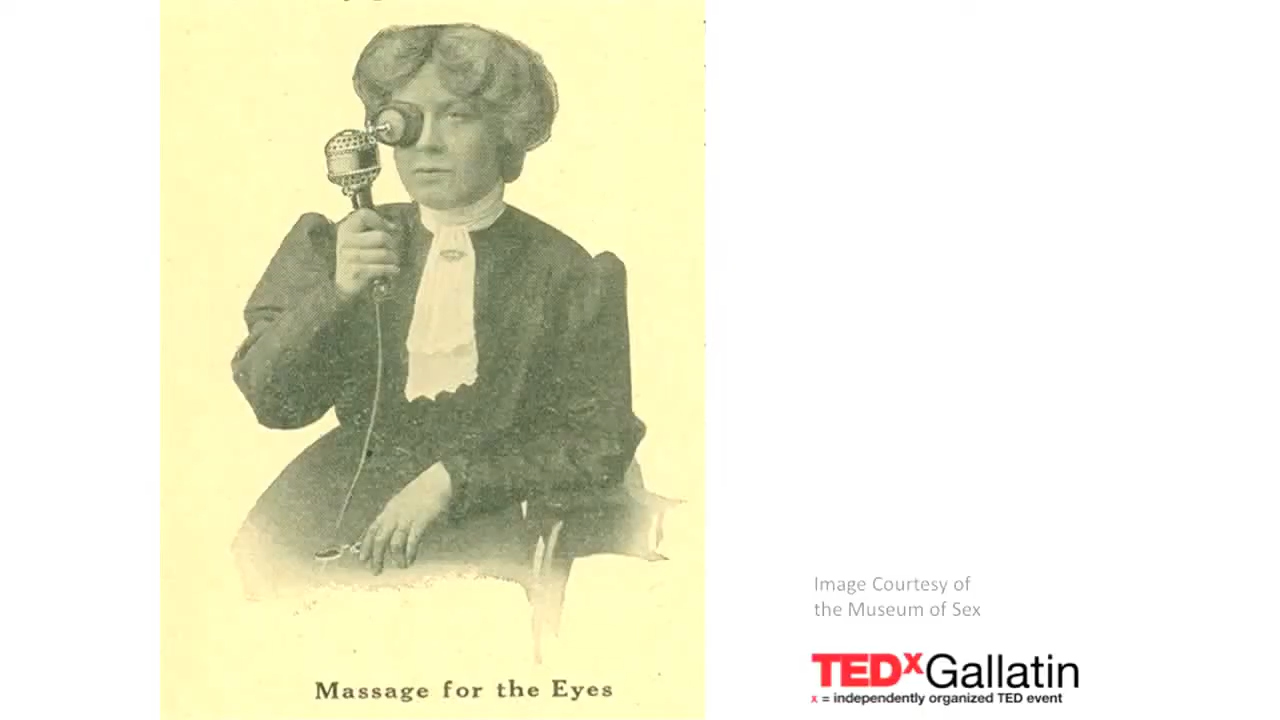 Massage for the Eyes
Image Courtesy of
the Museum of Sex
TEDxGallatin
x = independently organized TED event